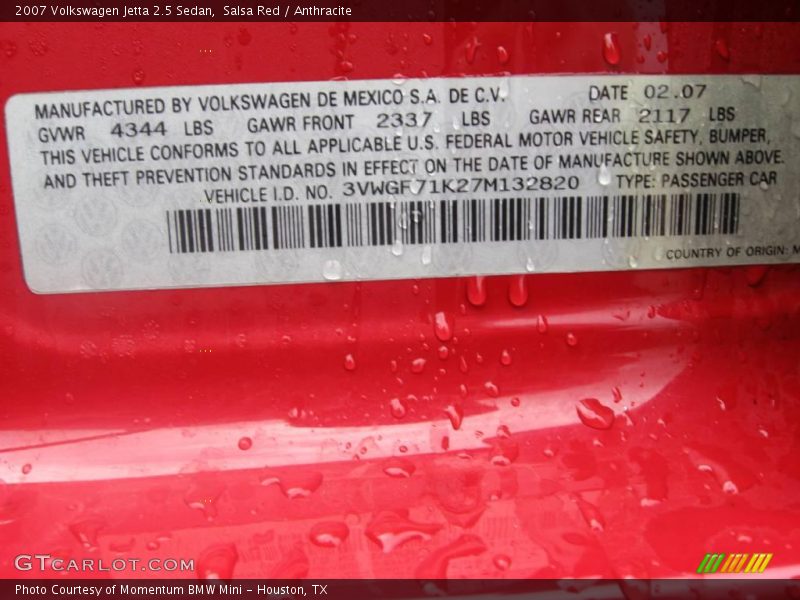 2007 Volkswagen Jetta 2.5 Sedan, Salsa Red / Anthracite
MANUFACTURED BY VOLKSWAGEN DE MEXICO S.A. DE C.V. DATE 02.07
GVWR 4344 LBS GAWR FRONT 2337 LBS GAWR REAR 2117 LBS
THIS VEHICLE CONFORMS TO ALL APPLICABLE U.S. FEDERAL MOTOR VEHICLE SAFETY, BUMPER,
AND THEFT PREVENTION STANDARDS IN EFFECT ON THE DATE OF MANUFACTURE SHOWN ABOVE.
VEHICLE I.D. NO. 3VWGF71K27M132820 TYPE: PASSENGER CAR
COUNTRY OF ORIGIN: M
GTCARLOT.COM
Photo Courtesy of Momentum BMW Mini - Houston, TX